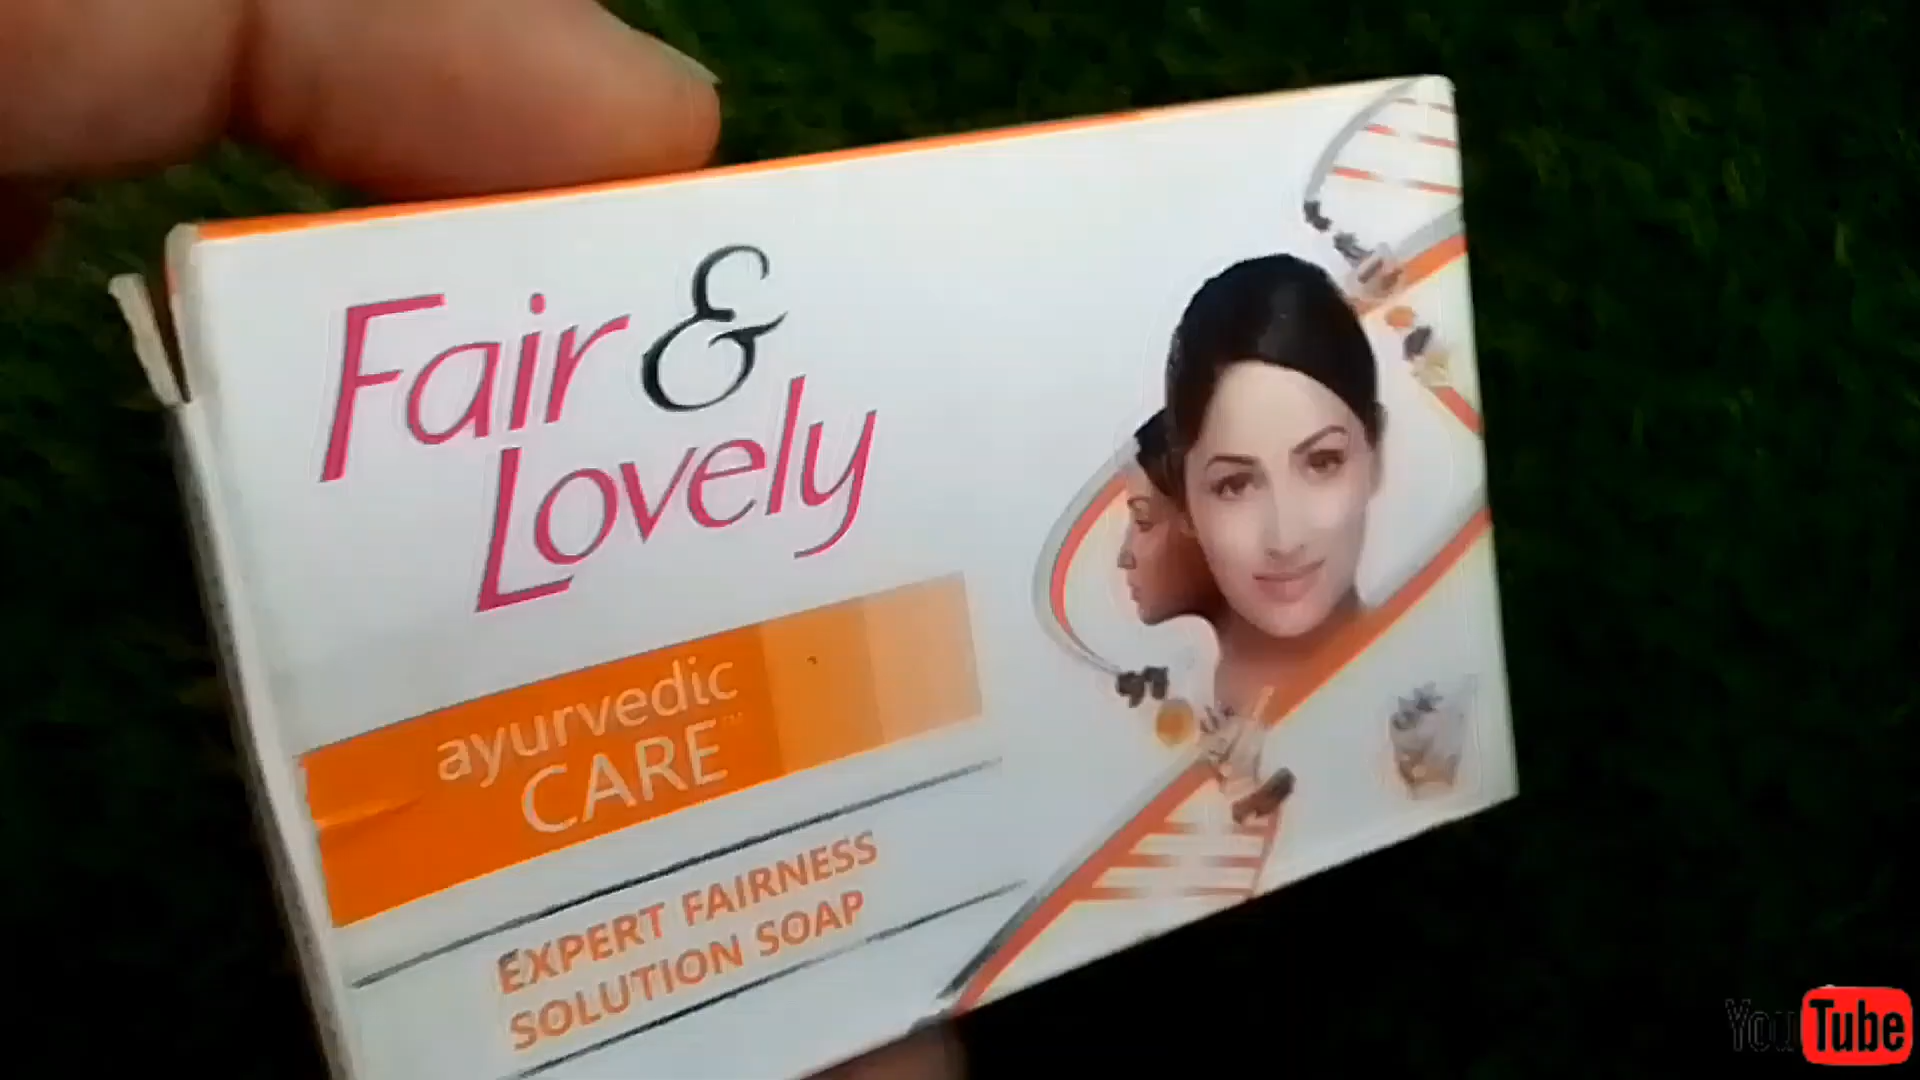 Fair &
Lovely
ayurvedic
CARE™
EXPERT FAIRNESS
SOLUTION SOAP
YouTube